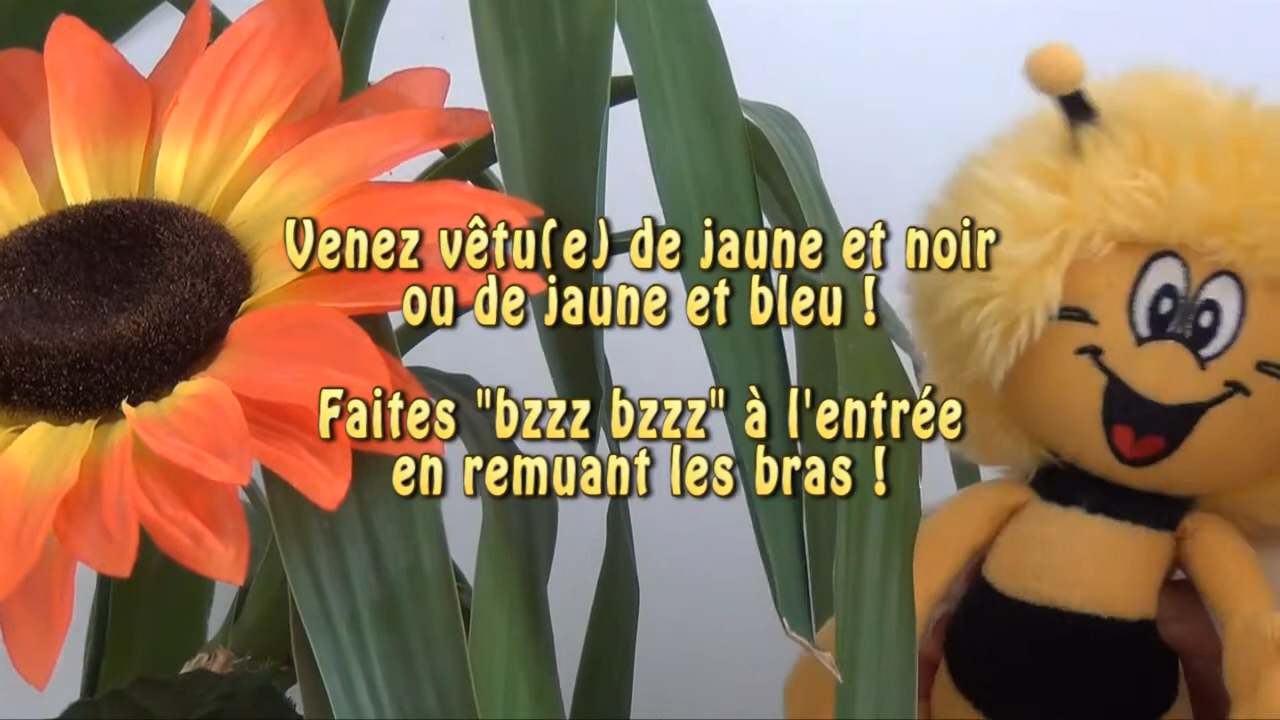 Venez vêtu(e) de jaune et noir
ou de jaune et bleu !
Faites "bzzz bzzz" à l'entrée
en remuant les bras !